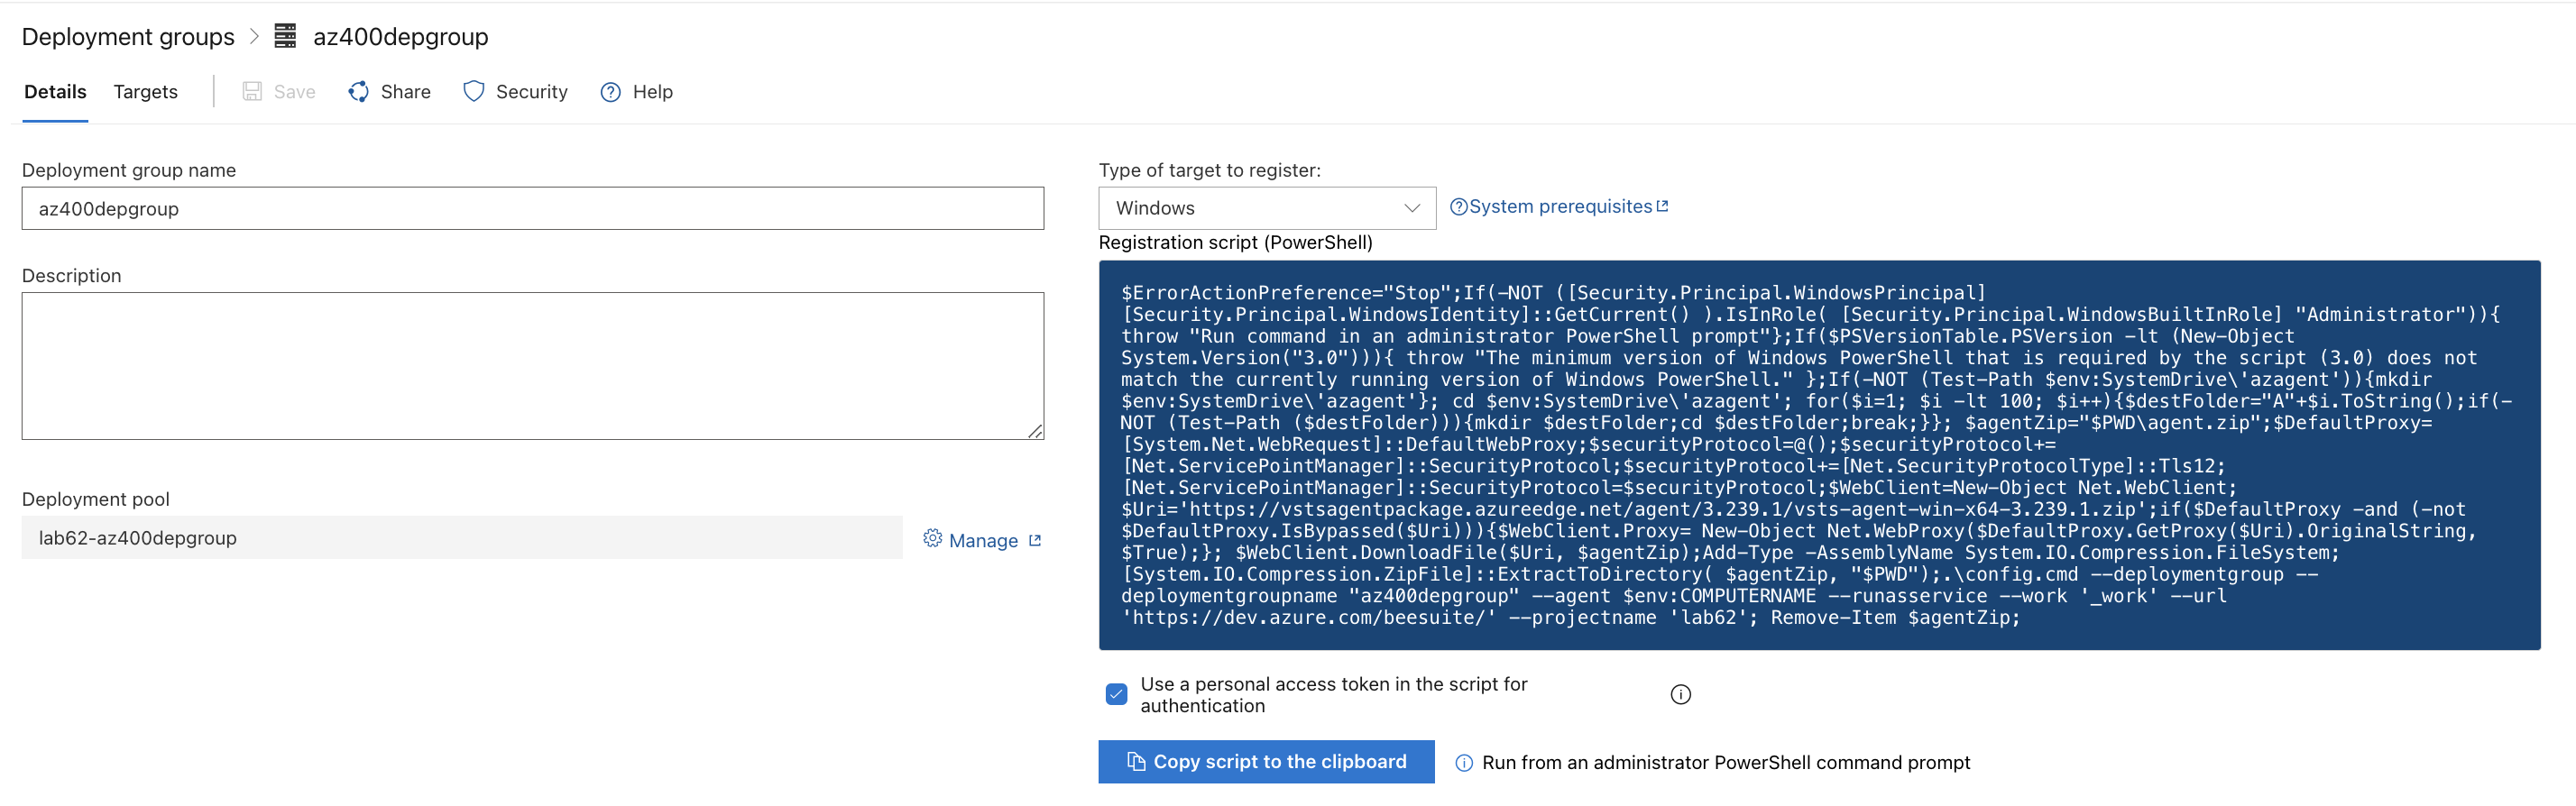 Deployment groups > az400depgroup
Details Targets Save Share Security Help
Deployment group name
az400depgroup
Description
Deployment pool
lab62-az400depgroup
Manage
Type of target to register:
Windows
System prerequisites
Registration script (PowerShell)
$ErrorActionPreference="Stop";If(-NOT ([Security.Principal.WindowsPrincipal]
[Security.Principal.WindowsIdentity]::GetCurrent() ).IsInRole( [Security.Principal.WindowsBuiltInRole] "Administrator")){
throw "Run command in an administrator PowerShell prompt"};If($PSVersionTable.PSVersion -lt (New-Object
System.Version("3.0"))){ throw "The minimum version of Windows PowerShell that is required by the script (3.0) does not
match the currently running version of Windows PowerShell." };If(-NOT (Test-Path $env:SystemDrive\'azagent')){mkdir
$env:SystemDrive\'azagent'}; cd $env:SystemDrive\'azagent'; for($i=1; $i -lt 100; $i++){$destFolder="A"+$i.ToString();if(-
NOT (Test-Path ($destFolder))){mkdir $destFolder;cd $destFolder;break;}}; $agentZip="$PWD\agent.zip";$DefaultProxy=
[System.Net.WebRequest]::DefaultWebProxy;$securityProtocol=@();$securityProtocol+=
[Net.ServicePointManager]::SecurityProtocol;$securityProtocol+=[Net.SecurityProtocolType]::Tls12;
[Net.ServicePointManager]::SecurityProtocol=$securityProtocol;$WebClient=New-Object Net.WebClient;
$Uri='https://vstsagentpackage.azureedge.net/agent/3.239.1/vsts-agent-win-x64-3.239.1.zip';if($DefaultProxy -and (-not
$DefaultProxy.IsBypassed($Uri))){$WebClient.Proxy= New-Object Net.WebProxy($DefaultProxy.GetProxy($Uri).OriginalString,
$True);}; $WebClient.DownloadFile($Uri, $agentZip);Add-Type -AssemblyName System.IO.Compression.FileSystem;
[System.IO.Compression.ZipFile]::ExtractToDirectory( $agentZip, "$PWD");.\config.cmd --deploymentgroup --
deploymentgroupname "az400depgroup" --agent $env:COMPUTERNAME --runasservice --work '_work' --url
'https://dev.azure.com/beesuite/' --projectname 'lab62'; Remove-Item $agentZip;
Use a personal access token in the script for
authentication
Copy script to the clipboard
Run from an administrator PowerShell command prompt